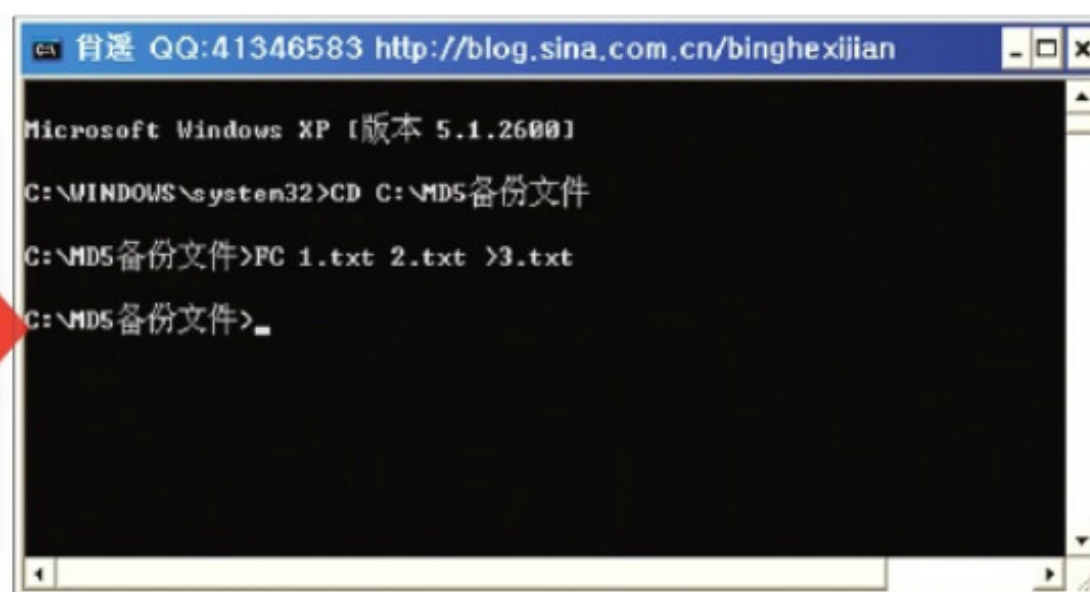 肖遥 QQ:41346583 http://blog.sina.com.cn/binghexijian
Microsoft Windows XP [版本 5.1.2600]
C:\WINDOWS\system32>CD C:\MD5备份文件
C:\MD5备份文件>FC 1.txt 2.txt >3.txt
C:\MD5备份文件>_